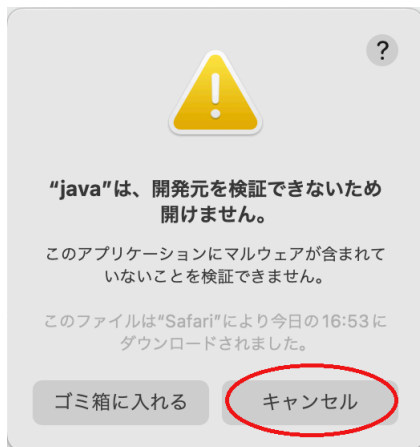 ?
“java”は、開発元を検証できないため
開けません。
このアプリケーションにマルウェアが含まれて
いないことを検証できません。
このファイルは“Safari”により今日の16:53に
ダウンロードされました。
ゴミ箱に入れる
キャンセル